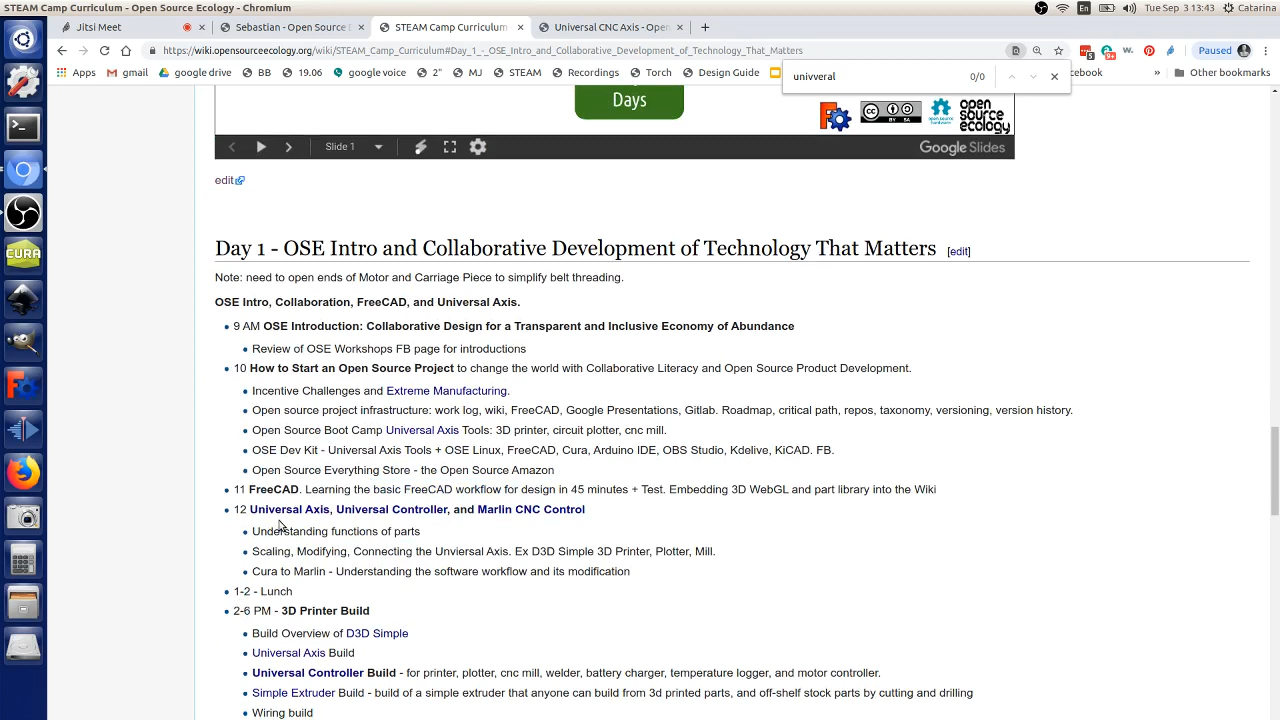 STEAM Camp Curriculum - Open Source Ecology - Chromium
En
Tue Sep 3 13:43
Catarina
Jitsi Meet
Sebastian - Open Source E
STEAM Camp Curriculum -
Universal CNC Axis - Open
https://wiki.opensourceecology.org/wiki/STEAM_Camp_Curriculum#Day_1_-_OSE_Intro_and_Collaborative_Development_of_Technology_That_Matters
Paused
Apps gmail google drive BB 19.06 google voice 2" MJ STEAM Recordings Torch Design Guide
cebook » Other bookmarks
univveral 0/0
Days
CC BY SA
open source hardware
open source ecology
Slide 1
Google Slides
edit
Day 1 - OSE Intro and Collaborative Development of Technology That Matters [edit]
Note: need to open ends of Motor and Carriage Piece to simplify belt threading.
OSE Intro, Collaboration, FreeCAD, and Universal Axis.
• 9 AM OSE Introduction: Collaborative Design for a Transparent and Inclusive Economy of Abundance
• Review of OSE Workshops FB page for introductions
• 10 How to Start an Open Source Project to change the world with Collaborative Literacy and Open Source Product Development.
• Incentive Challenges and Extreme Manufacturing.
• Open source project infrastructure: work log, wiki, FreeCAD, Google Presentations, Gitlab. Roadmap, critical path, repos, taxonomy, versioning, version history.
• Open Source Boot Camp Universal Axis Tools: 3D printer, circuit plotter, cnc mill.
• OSE Dev Kit - Universal Axis Tools + OSE Linux, FreeCAD, Cura, Arduino IDE, OBS Studio, Kdelive, KiCAD. FB.
• Open Source Everything Store - the Open Source Amazon
• 11 FreeCAD. Learning the basic FreeCAD workflow for design in 45 minutes + Test. Embedding 3D WebGL and part library into the Wiki
• 12 Universal Axis, Universal Controller, and Marlin CNC Control
• Understanding functions of parts
• Scaling, Modifying, Connecting the Unviersal Axis. Ex D3D Simple 3D Printer, Plotter, Mill.
• Cura to Marlin - Understanding the software workflow and its modification
• 1-2 - Lunch
• 2-6 PM - 3D Printer Build
• Build Overview of D3D Simple
• Universal Axis Build
• Universal Controller Build - for printer, plotter, cnc mill, welder, battery charger, temperature logger, and motor controller.
• Simple Extruder Build - build of a simple extruder that anyone can build from 3d printed parts, and off-shelf stock parts by cutting and drilling
• Wiring build
CURA